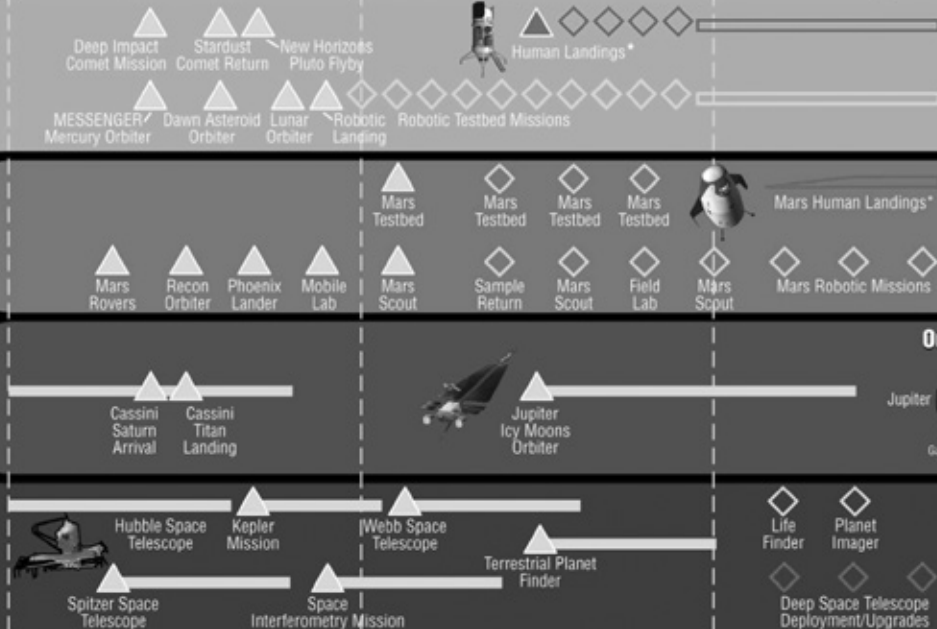 Deep Impact
Comet Mission
Stardust
Comet Return
New Horizons
Pluto Flyby
Human Landings*
MESSENGER
Mercury Orbiter
Dawn Asteroid
Orbiter
Lunar
Orbiter
Robotic
Landing
Robotic Testbed Missions
Mars
Testbed
Mars
Testbed
Mars
Testbed
Mars
Testbed
Mars Human Landings*
Mars
Rovers
Recon
Orbiter
Phoenix
Lander
Mobile
Lab
Mars
Scout
Sample
Return
Mars
Scout
Field
Lab
Mars
Scout
Mars Robotic Missions
Cassini
Saturn
Arrival
Cassini
Titan
Landing
Jupiter
Icy Moons
Orbiter
Jupiter
Hubble Space
Telescope
Kepler
Mission
Webb Space
Telescope
Terrestrial Planet
Finder
Life
Finder
Planet
Imager
Spitzer Space
Telescope
Space
Interferometry Mission
Deep Space Telescope
Deployment/Upgrades